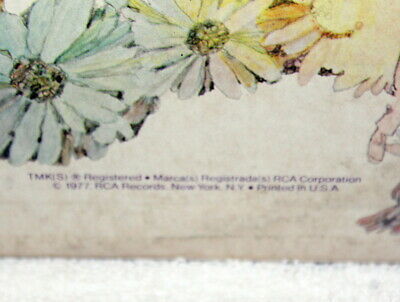 TMK(S) ® Registered • Marca(s) Registrada(s) RCA Corporation
© 1977, RCA Records, New York, N.Y. • Printed in U.S.A.